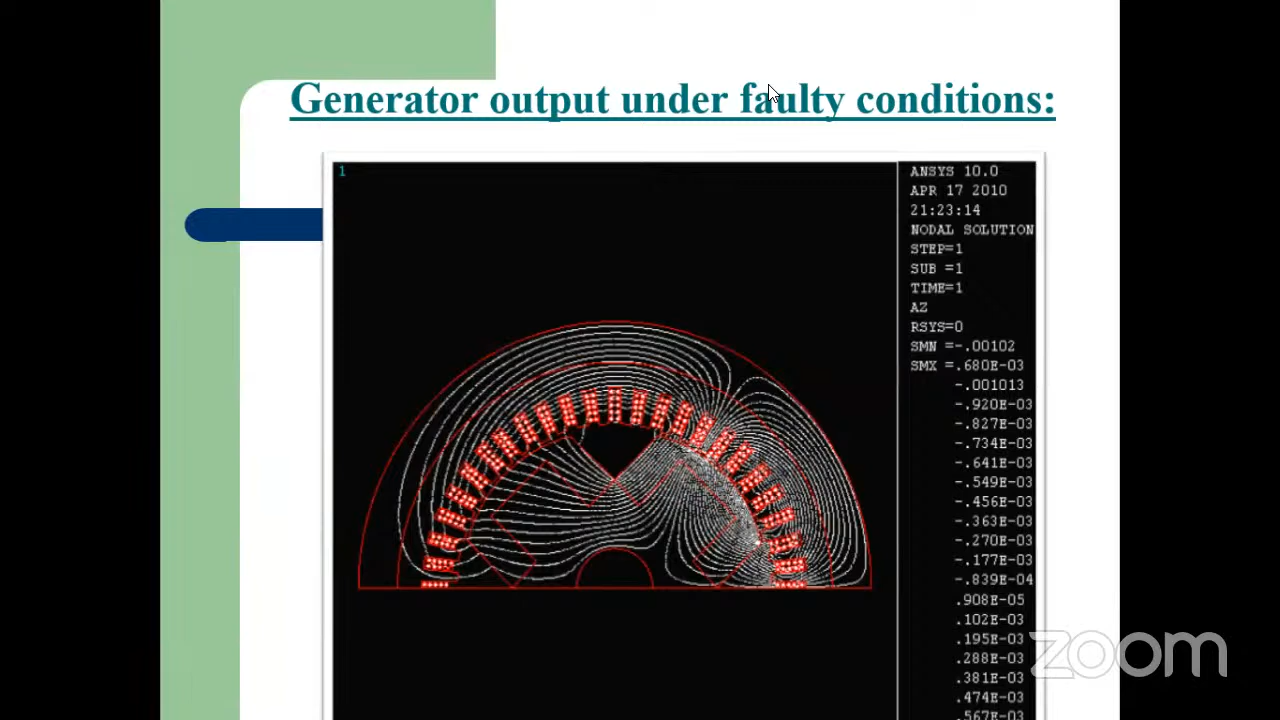 Generator output under faulty conditions:
1
ANSYS 10.0
APR 17 2010
21:23:14
NODAL SOLUTION
STEP=1
SUB =1
TIME=1
AZ
RSYS=0
SMN =-.00102
SMX =.680E-03
-.001013
-.920E-03
-.827E-03
-.734E-03
-.641E-03
-.549E-03
-.456E-03
-.363E-03
-.270E-03
-.177E-03
-.839E-04
.908E-05
.102E-03
.195E-03
.288E-03
.381E-03
.474E-03
.567E-03
zoom